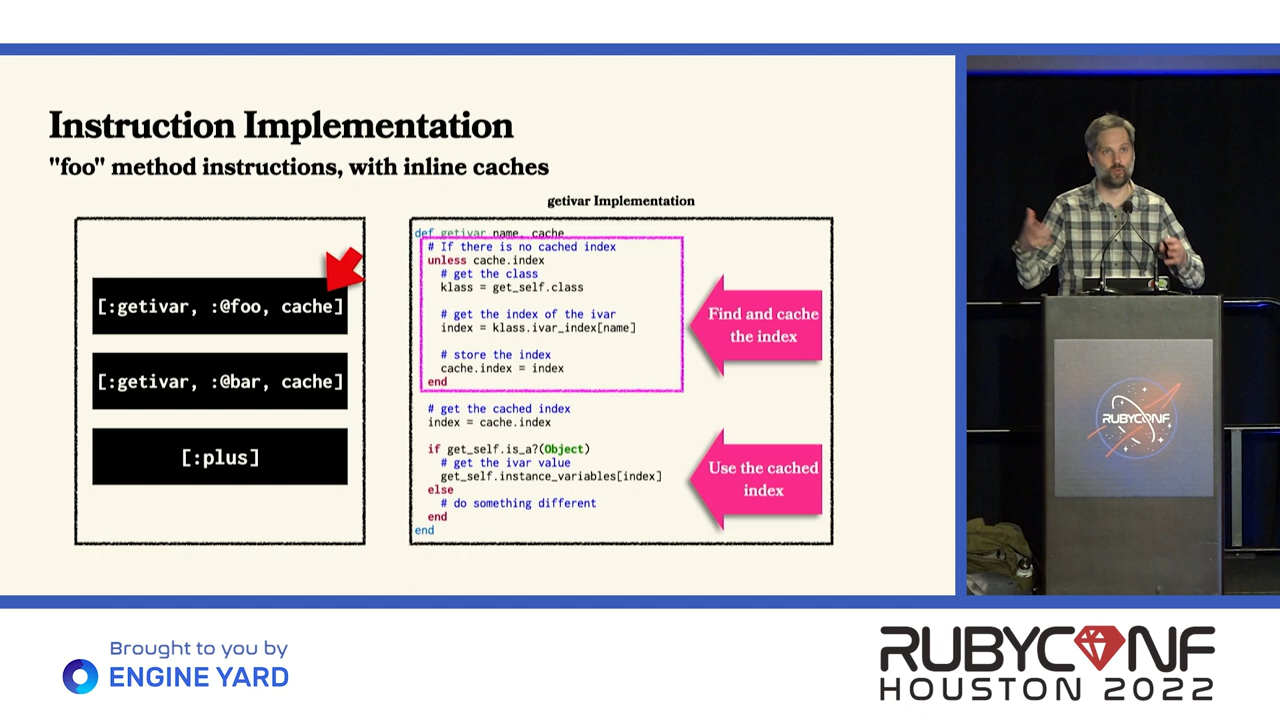 Instruction Implementation
"foo" method instructions, with inline caches
getivar Implementation
[:getivar, :@foo, cache]
[:getivar, :@bar, cache]
[:plus]
def getivar name, cache
# If there is no cached index
unless cache.index
# get the class
klass = get_self.class
# get the index of the ivar
index = klass.ivar_index[name]
# store the index
cache.index = index
end
# get the cached index
index = cache.index
if get_self.is_a?(Object)
# get the ivar value
get_self.instance_variables[index]
else
# do something different
end
end
Find and cache
the index
Use the cached
index
RUBYCONF
Brought to you by
ENGINE YARD
RUBYCONF
HOUSTON 2022